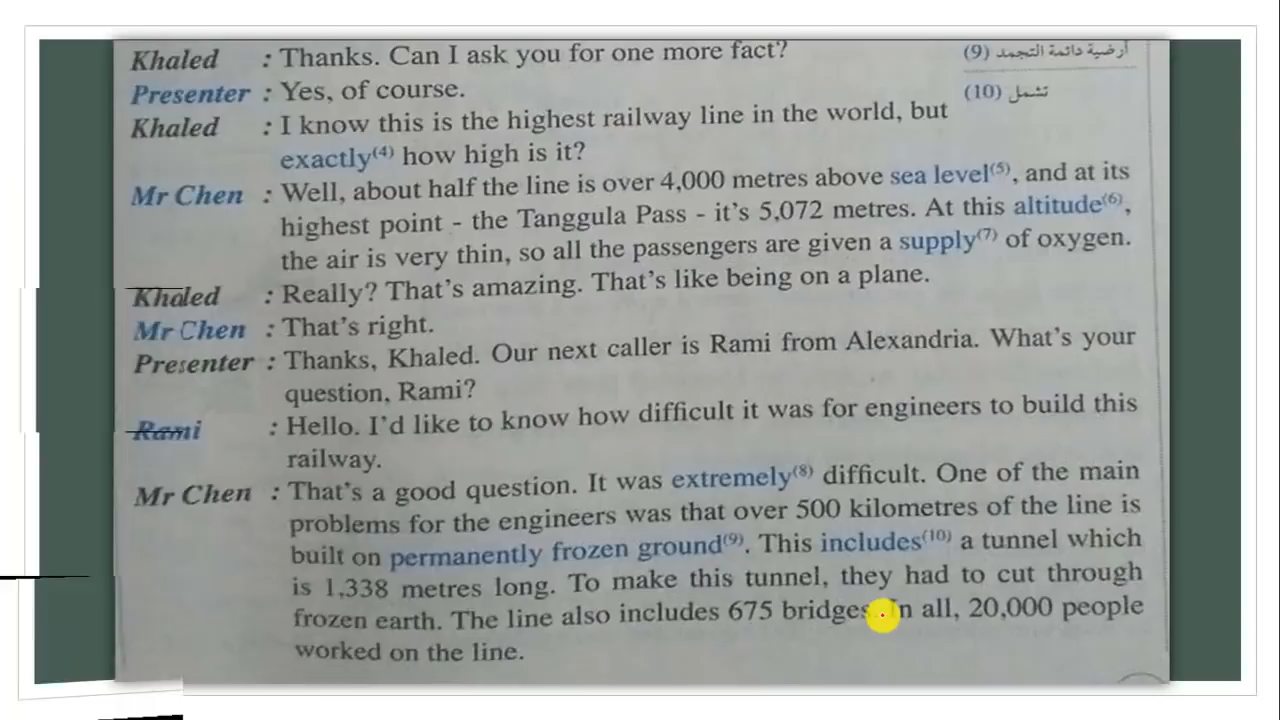 Khaled : Thanks. Can I ask you for one more fact?
أرضية دائمة التجمد (9)
Presenter : Yes, of course.
تشمل (10)
Khaled : I know this is the highest railway line in the world, but
exactly(4) how high is it?
Mr Chen : Well, about half the line is over 4,000 metres above sea level(5), and at its
highest point - the Tanggula Pass - it's 5,072 metres. At this altitude(6),
the air is very thin, so all the passengers are given a supply(7) of oxygen.
Khaled : Really? That's amazing. That's like being on a plane.
Mr Chen : That's right.
Presenter : Thanks, Khaled. Our next caller is Rami from Alexandria. What's your
question, Rami?
Rami : Hello. I'd like to know how difficult it was for engineers to build this
railway.
Mr Chen : That's a good question. It was extremely(8) difficult. One of the main
problems for the engineers was that over 500 kilometres of the line is
built on permanently frozen ground(9). This includes(10) a tunnel which
is 1,338 metres long. To make this tunnel, they had to cut through
frozen earth. The line also includes 675 bridges. In all, 20,000 people
worked on the line.